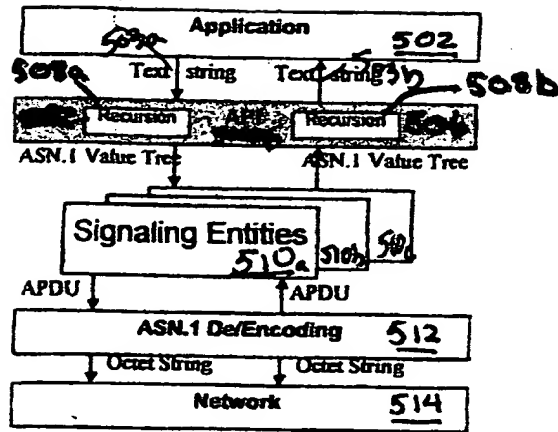 Application 502
508a Text string Text string 508b
Recursion API Recursion 506
ASN.1 Value Tree ASN.1 Value Tree
Signaling Entities
510a 510b
APDU APDU
ASN.1 De/Encoding 512
Octet String Octet String
Network 514